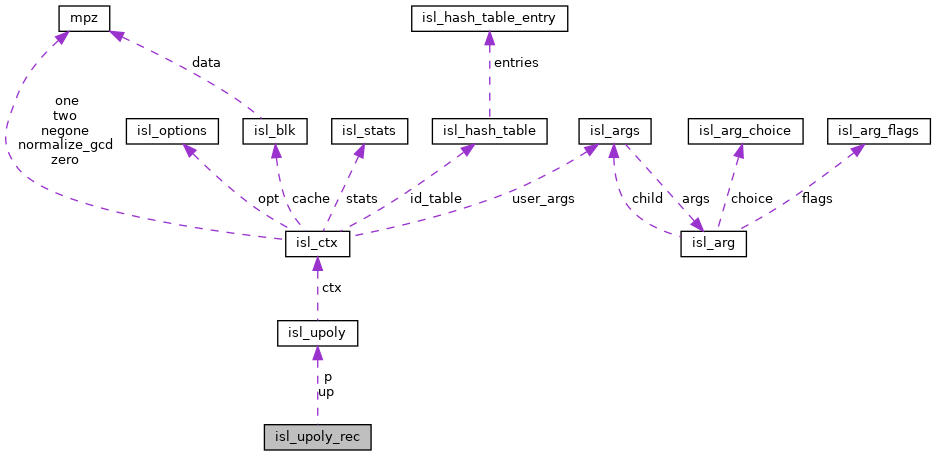 mpz
isl_hash_table_entry
data
entries
one
two
negone
normalize_gcd
zero
isl_options
isl_blk
isl_stats
isl_hash_table
isl_args
isl_arg_choice
isl_arg_flags
opt
cache
stats
id_table
user_args
child
args
choice
flags
isl_ctx
isl_arg
ctx
isl_upoly
p
up
isl_upoly_rec